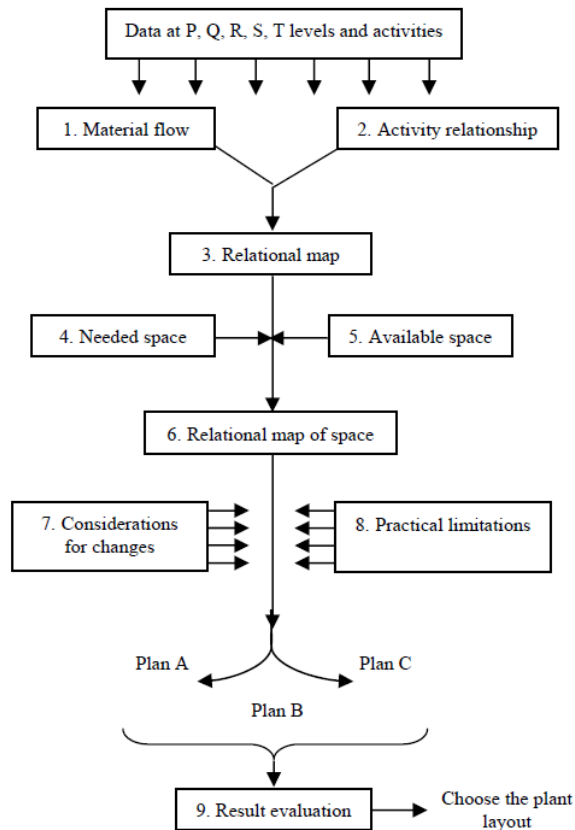 Data at P, Q, R, S, T levels and activities
1. Material flow
2. Activity relationship
3. Relational map
4. Needed space
5. Available space
6. Relational map of space
7. Considerations
for changes
8. Practical limitations
Plan A
Plan C
Plan B
9. Result evaluation
Choose the plant
layout